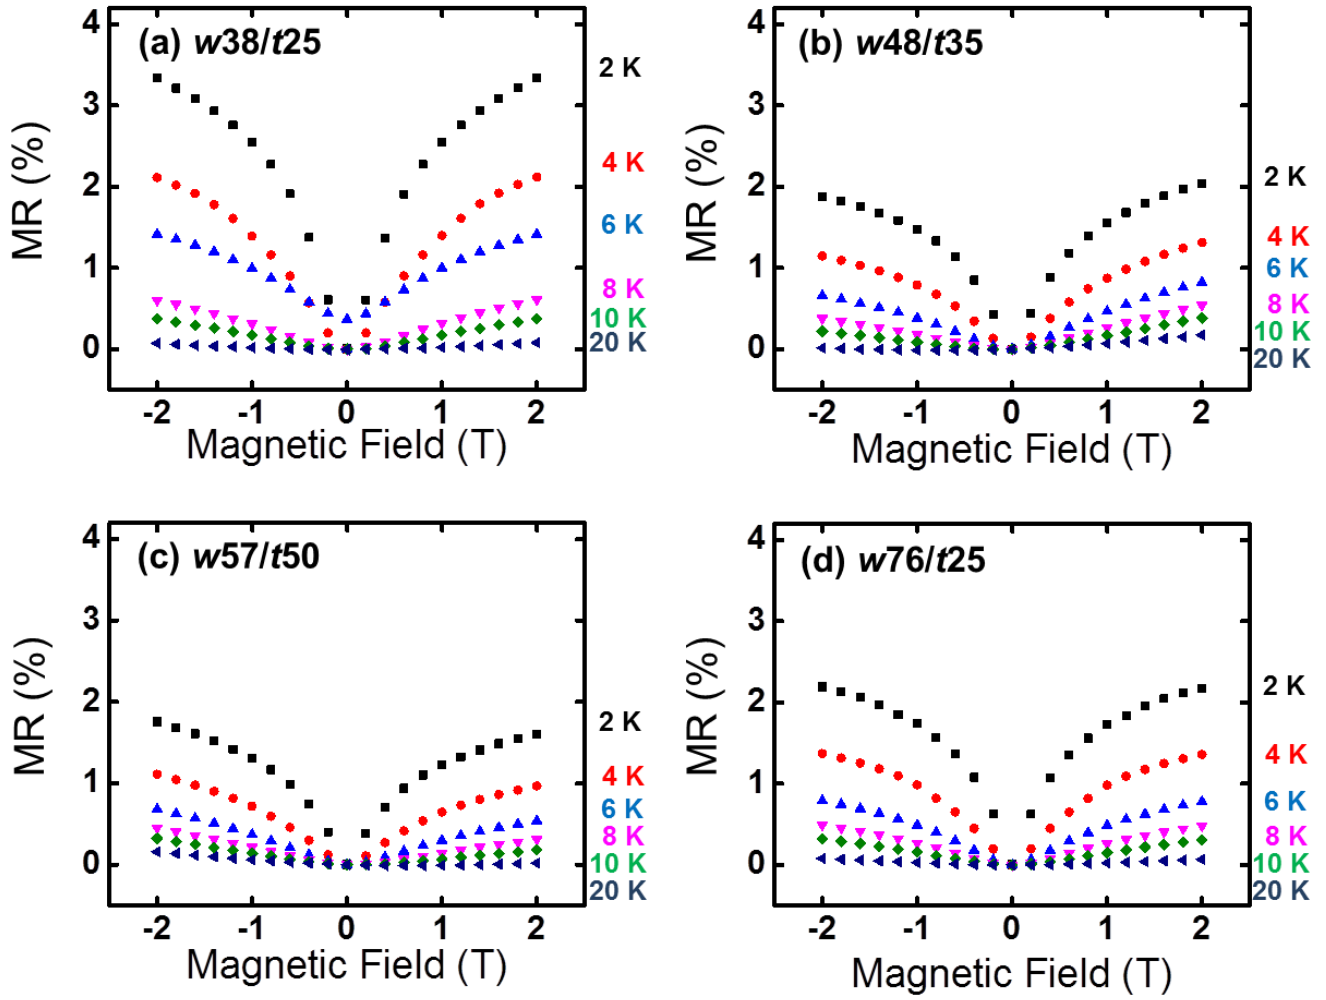 (a) w38/t25
MR (%)
4
3
2
1
0
-2 -1 0 1 2
Magnetic Field (T)
2 K
4 K
6 K
8 K
10 K
20 K
(b) w48/t35
MR (%)
4
3
2
1
0
-2 -1 0 1 2
Magnetic Field (T)
2 K
4 K
6 K
8 K
10 K
20 K
(c) w57/t50
MR (%)
4
3
2
1
0
-2 -1 0 1 2
Magnetic Field (T)
2 K
4 K
6 K
8 K
10 K
20 K
(d) w76/t25
MR (%)
4
3
2
1
0
-2 -1 0 1 2
Magnetic Field (T)
2 K
4 K
6 K
8 K
10 K
20 K